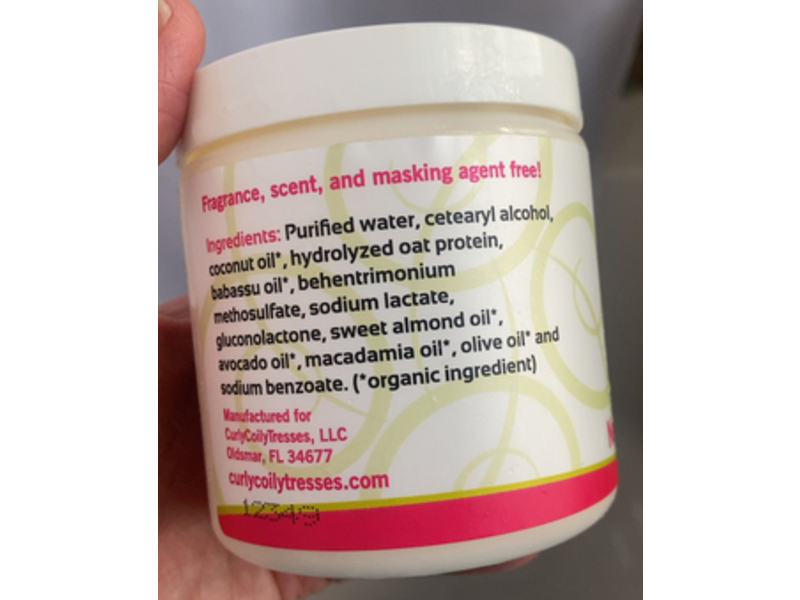 Fragrance, scent, and masking agent free!
Ingredients: Purified water, cetearyl alcohol,
coconut oil*, hydrolyzed oat protein,
babassu oil*, behentrimonium
methosulfate, sodium lactate,
gluconolactone, sweet almond oil*,
avocado oil*, macadamia oil*, olive oil* and
sodium benzoate. (*organic ingredient)
Manufactured for
CurlyCoilyTresses, LLC
Oldsmar, FL 34677
curlycoilytresses.com